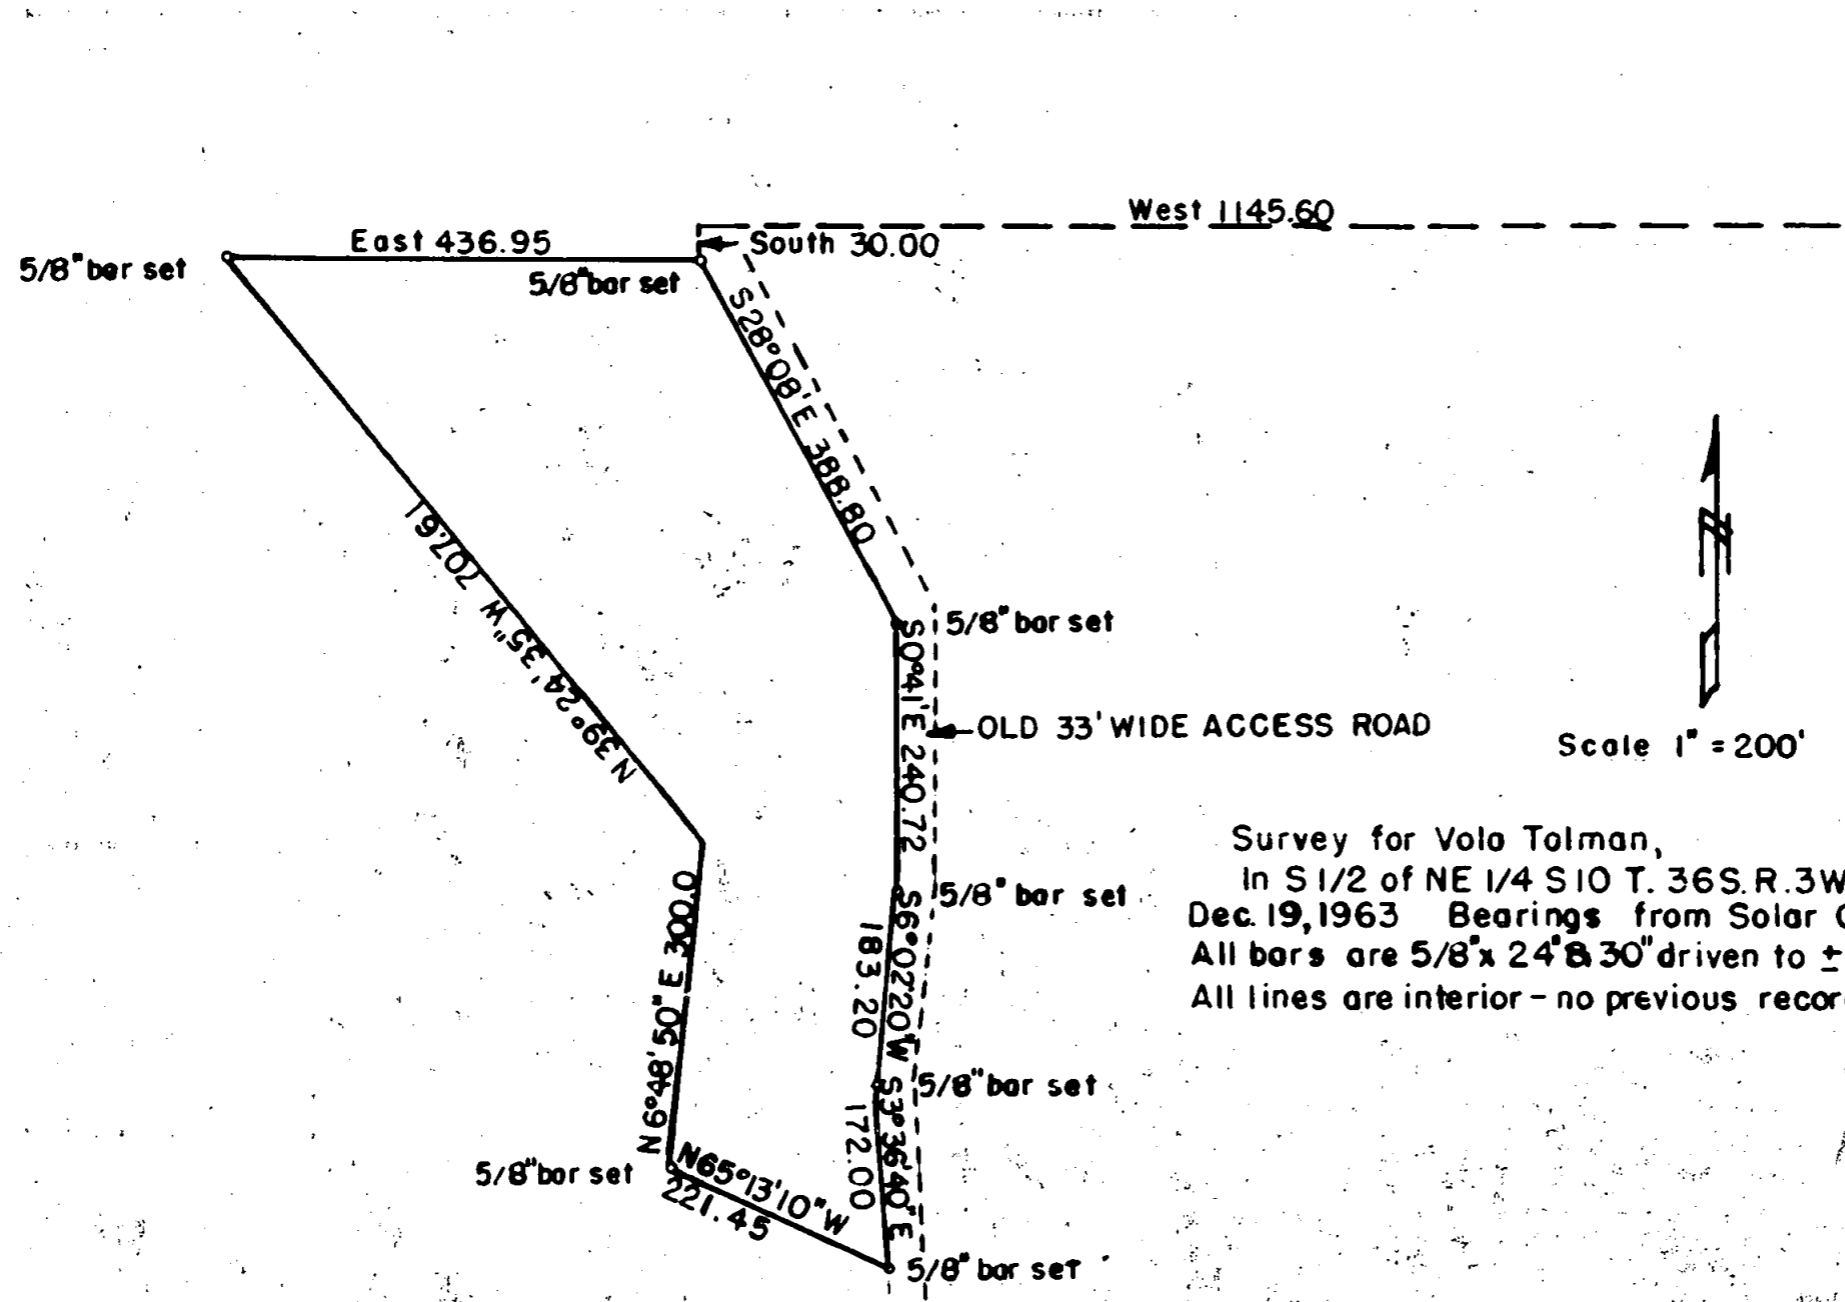 West 1145.60
East 436.95
South 30.00
5/8" bar set
5/8" bar set
S28°08'E 388.80
N39°24'35"W 707.61
5/8" bar set
S0°41'E 240.72
OLD 33' WIDE ACCESS ROAD
N
Scale 1" = 200'
Survey for Vola Tolman,
In S 1/2 of NE 1/4 S 10 T. 36S. R. 3W
Dec. 19, 1963 Bearings from Solar
All bars are 5/8"x 24" & 30" driven to ±
All lines are interior - no previous recor
N6°48'50"E 300.0
5/8" bar set
S6°02'20"W
183.20
5/8" bar set
S3°36'40"E
172.00
5/8" bar set
N65°13'10"W
221.45
5/8" bar set